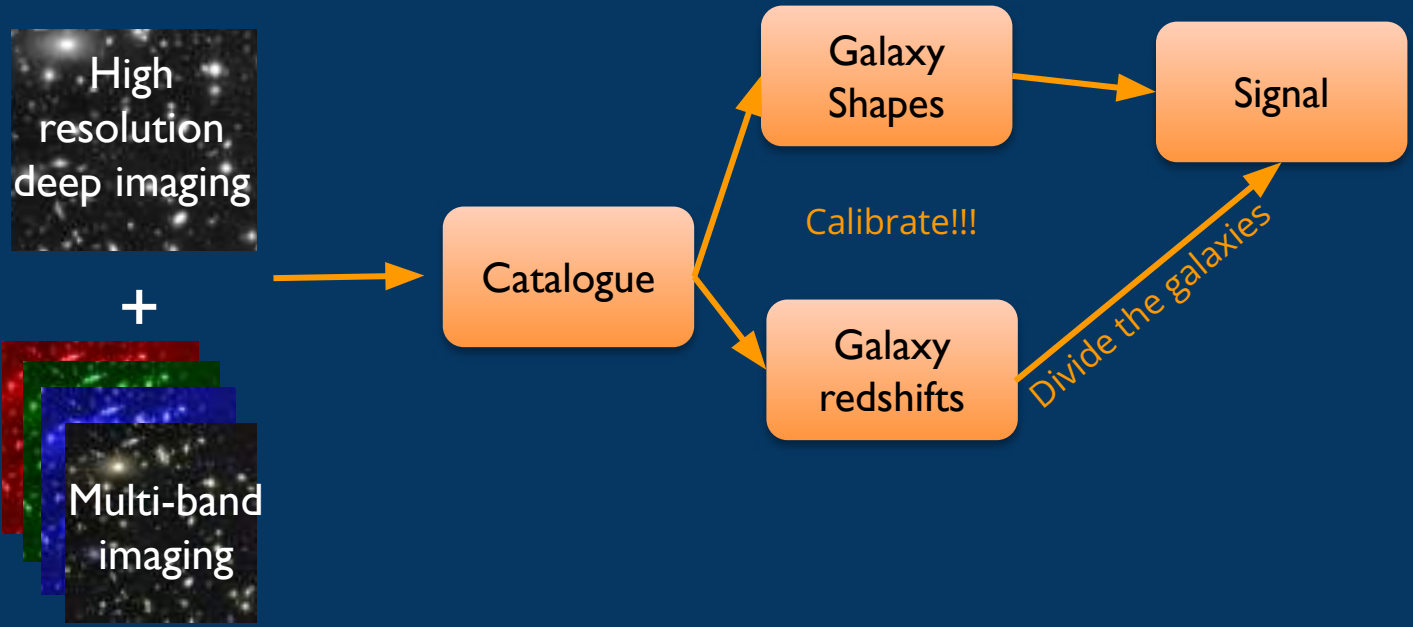 High
resolution
deep imaging
+
Multi-band
imaging
Catalogue
Galaxy
Shapes
Calibrate!!!
Galaxy
redshifts
Divide the galaxies
Signal